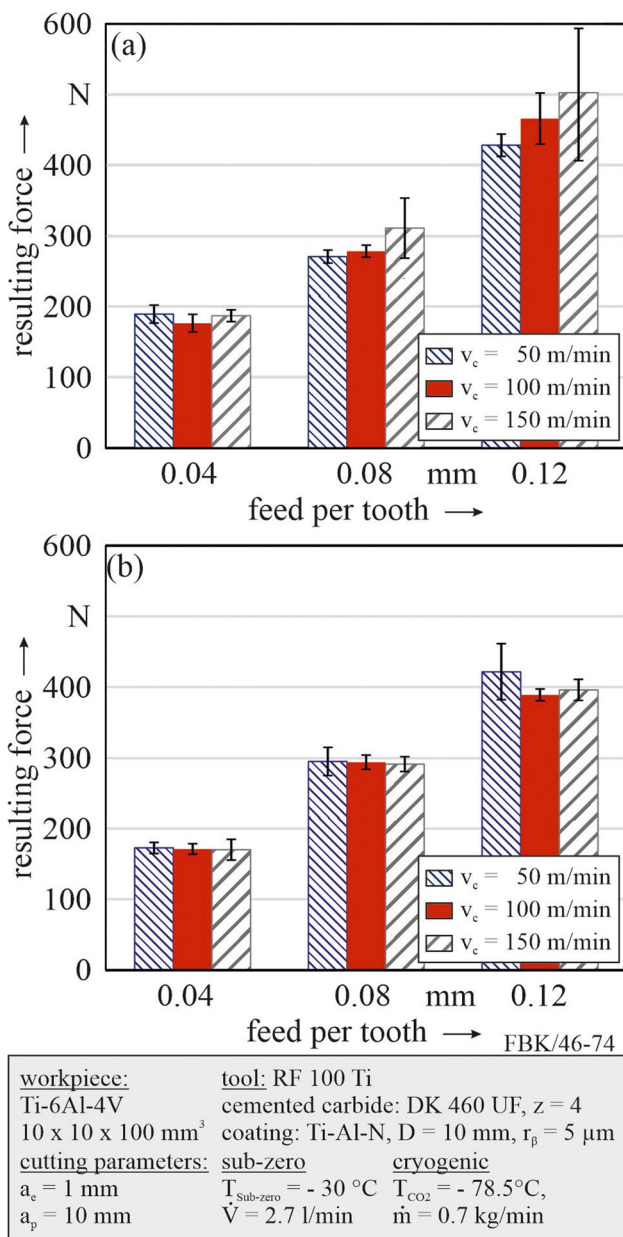 (a)
600
N
400
300
200
100
0
resulting force →
v_c = 50 m/min
v_c = 100 m/min
v_c = 150 m/min
0.04 0.08 mm 0.12
feed per tooth →
(b)
600
N
400
300
200
100
0
resulting force →
v_c = 50 m/min
v_c = 100 m/min
v_c = 150 m/min
0.04 0.08 mm 0.12
feed per tooth →
FBK/46-74
workpiece: tool: RF 100 Ti
Ti-6Al-4V cemented carbide: DK 460 UF, z = 4
10 x 10 x 100 mm³ coating: Ti-Al-N, D = 10 mm, r_β = 5 µm
cutting parameters: sub-zero cryogenic
a_e = 1 mm T_Sub-zero = - 30 °C T_CO2 = - 78.5°C,
a_p = 10 mm V̇ = 2.7 l/min ṁ = 0.7 kg/min